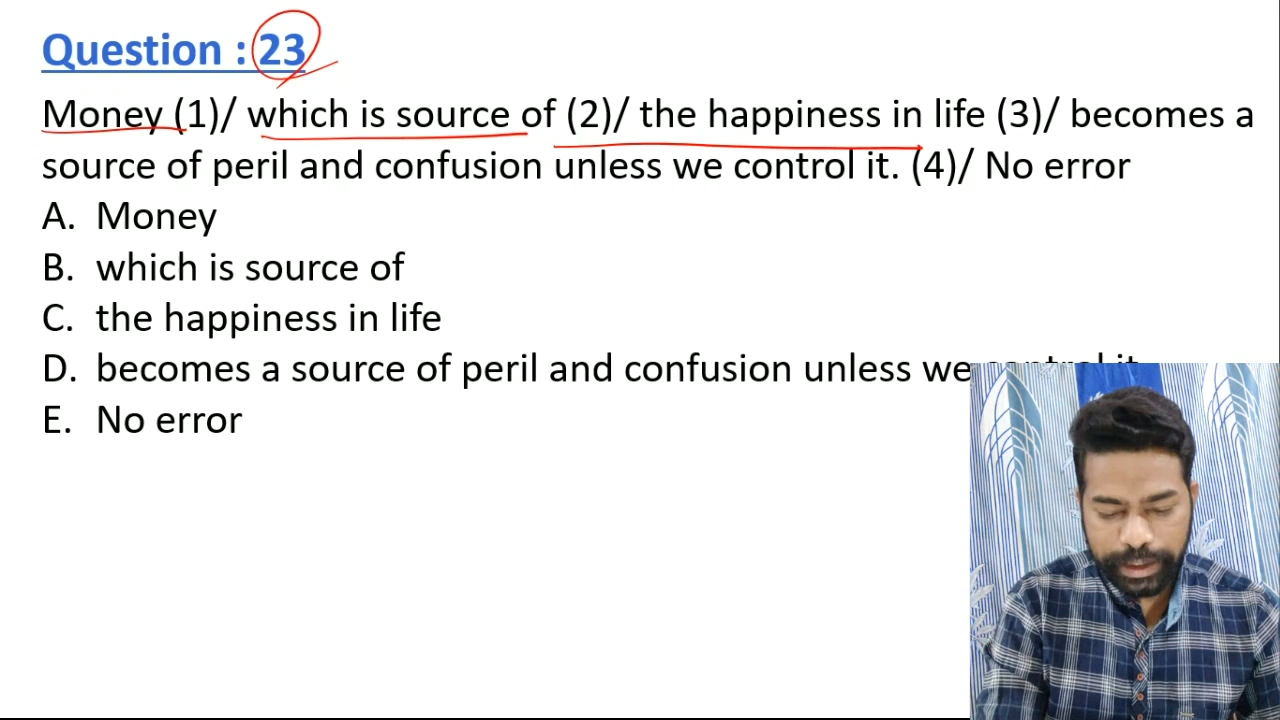 Question : 23
Money (1)/ which is source of (2)/ the happiness in life (3)/ becomes a
source of peril and confusion unless we control it. (4)/ No error
A. Money
B. which is source of
C. the happiness in life
D. becomes a source of peril and confusion unless we control it
E. No error